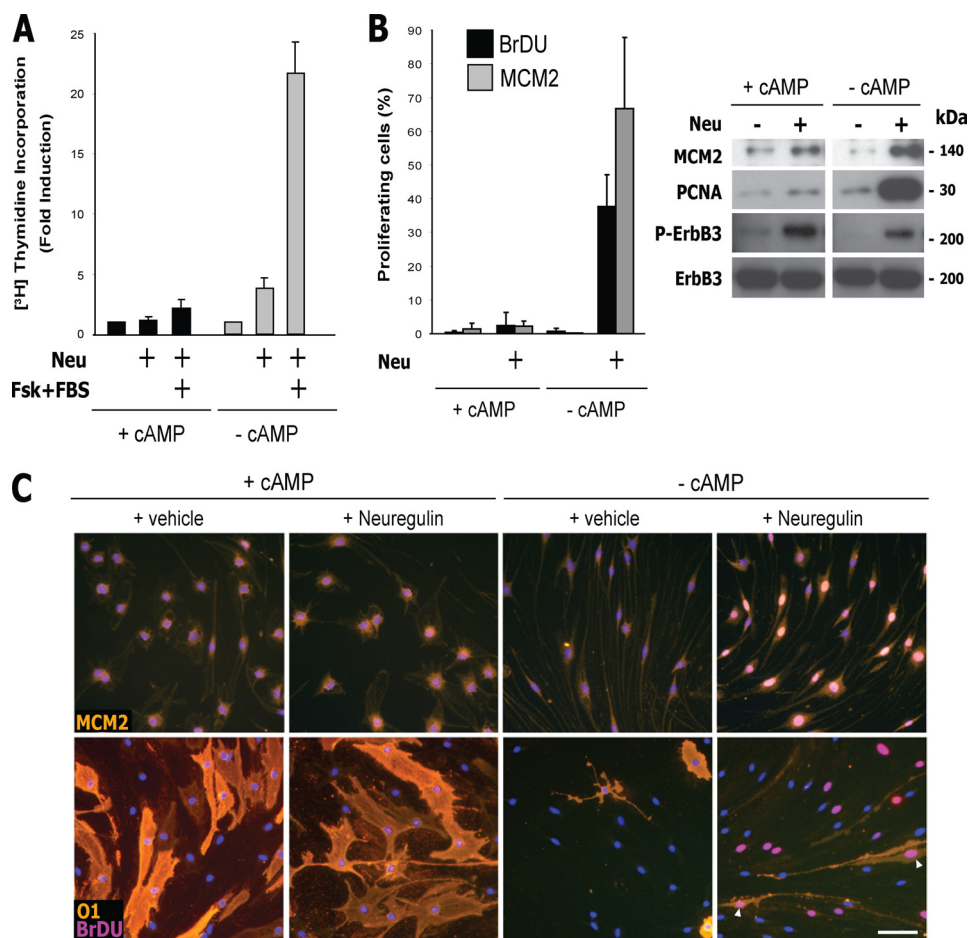 A
[³H] Thymidine Incorporation
(Fold Induction)
25
20
15
10
5
0
Neu + + + +
Fsk+FBS + +
+ cAMP - cAMP
B
Proliferating cells (%)
90
80
70
60
50
40
30
20
10
0
BrDU
MCM2
Neu + +
+ cAMP - cAMP
+ cAMP - cAMP kDa
Neu - + - +
MCM2 - 140
PCNA - 30
P-ErbB3 - 200
ErbB3 - 200
C
+ cAMP - cAMP
+ vehicle + Neuregulin + vehicle + Neuregulin
MCM2
O1
BrDU